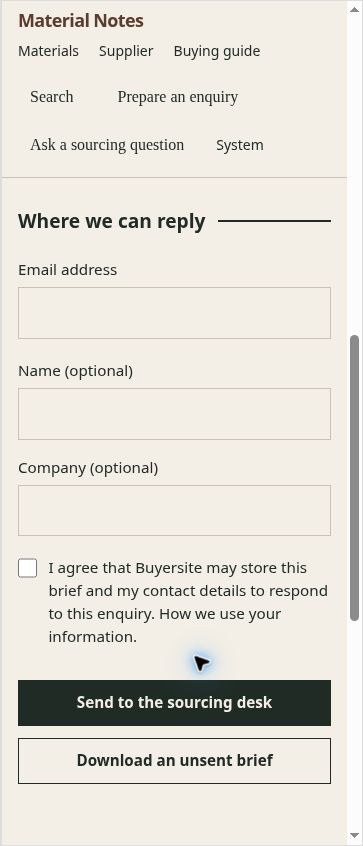 Material Notes
Materials Supplier Buying guide
Search Prepare an enquiry
Ask a sourcing question System
Where we can reply
Email address
Name (optional)
Company (optional)
I agree that Buyersite may store this
brief and my contact details to respond
to this enquiry. How we use your
information.
Send to the sourcing desk
Download an unsent brief